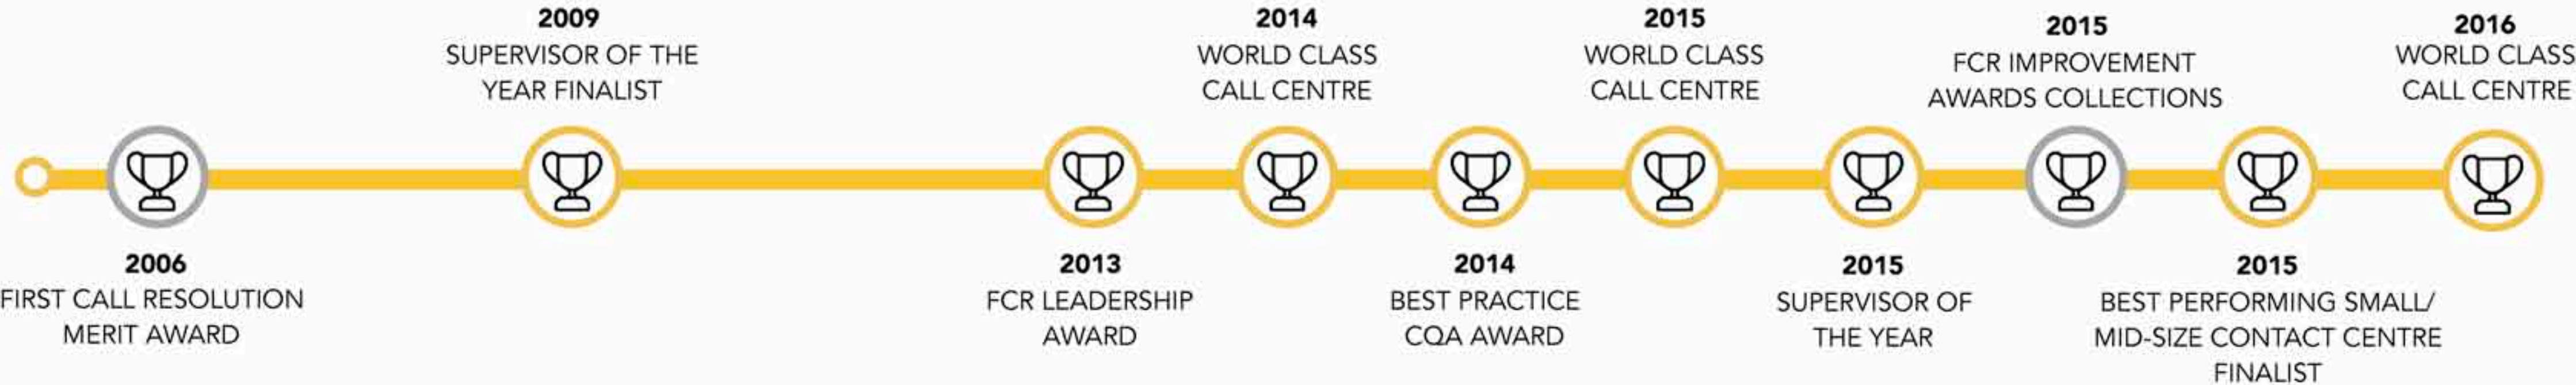 2006
FIRST CALL RESOLUTION
MERIT AWARD
2009
SUPERVISOR OF THE
YEAR FINALIST
2013
FCR LEADERSHIP
AWARD
2014
WORLD CLASS
CALL CENTRE
2014
BEST PRACTICE
CQA AWARD
2015
WORLD CLASS
CALL CENTRE
2015
SUPERVISOR OF
THE YEAR
2015
FCR IMPROVEMENT
AWARDS COLLECTIONS
2015
BEST PERFORMING SMALL/
MID-SIZE CONTACT CENTRE
FINALIST
2016
WORLD CLASS
CALL CENTRE